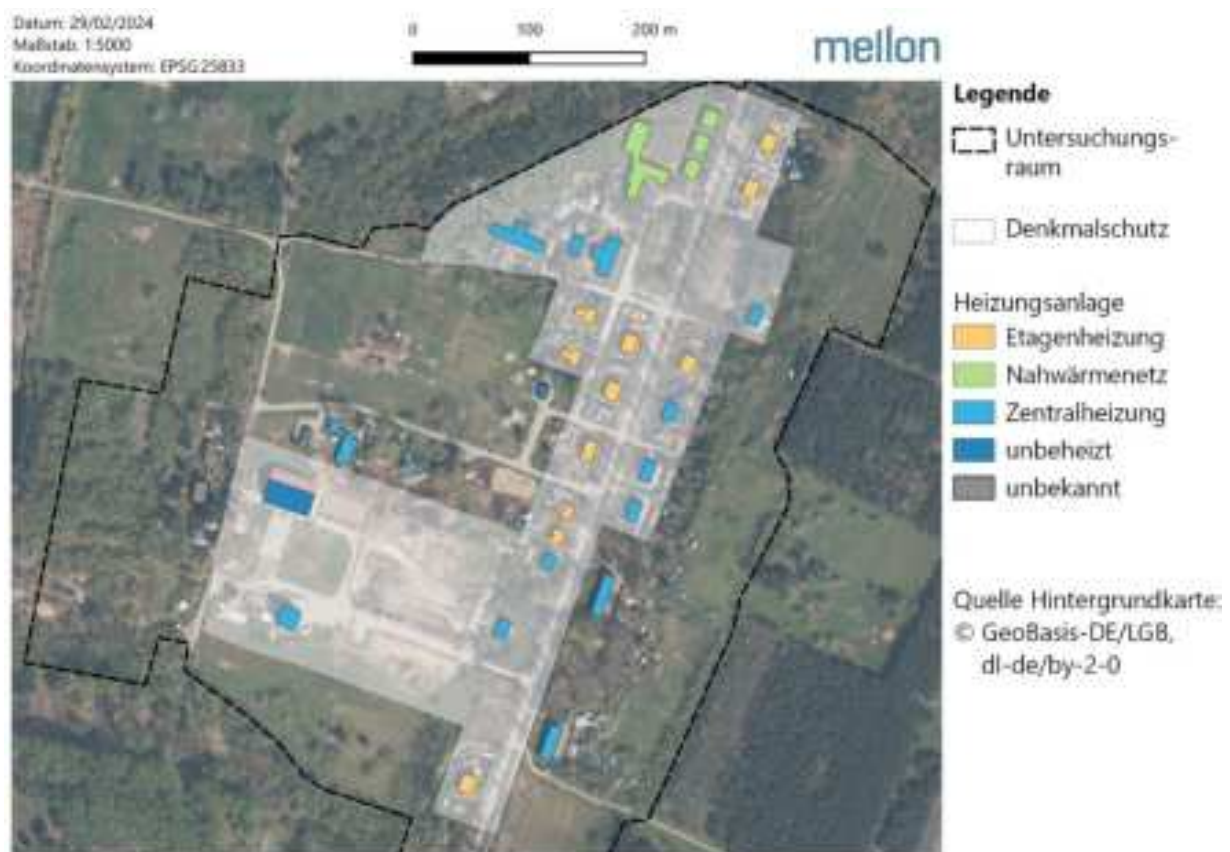 Datum: 29/02/2024
Maßstab: 1:5000
Koordinatensystem: EPSG:25833
0 100 200 m
mellon
Legende
Untersuchungs-
raum
Denkmalschutz
Heizungsanlage
Etagenheizung
Nahwärmenetz
Zentralheizung
unbeheizt
unbekannt
Quelle Hintergrundkarte:
© GeoBasis-DE/LGB,
dl-de/by-2-0